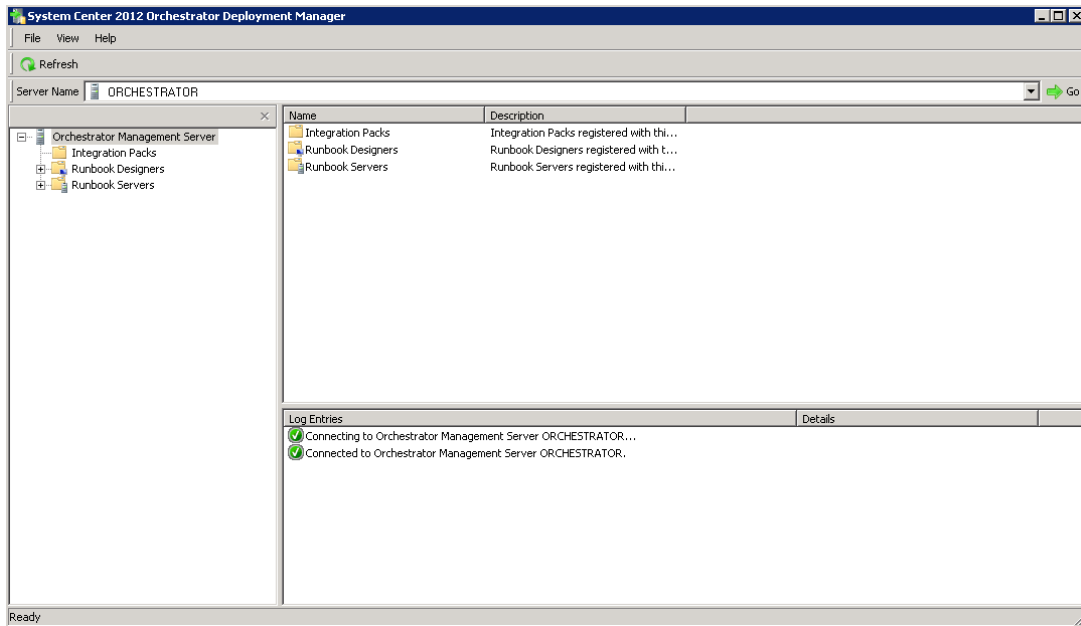 System Center 2012 Orchestrator Deployment Manager
File View Help
Refresh
Server Name ORCHESTRATOR Go
Orchestrator Management Server
Integration Packs
Runbook Designers
Runbook Servers
Name Description
Integration Packs Integration Packs registered with thi...
Runbook Designers Runbook Designers registered with t...
Runbook Servers Runbook Servers registered with thi...
Log Entries Details
Connecting to Orchestrator Management Server ORCHESTRATOR...
Connected to Orchestrator Management Server ORCHESTRATOR.
Ready